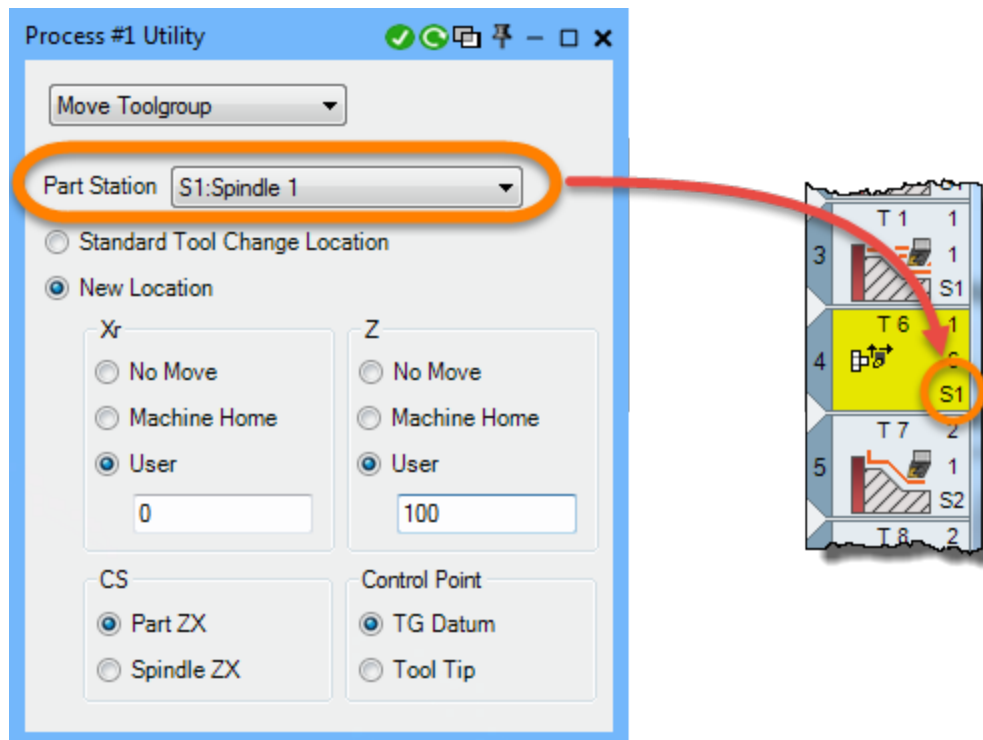 Process #1 Utility
Move Toolgroup
Part Station S1:Spindle 1
Standard Tool Change Location
New Location
Xr
No Move
Machine Home
User
0
Z
No Move
Machine Home
User
100
CS
Part ZX
Spindle ZX
Control Point
TG Datum
Tool Tip
T 1 1
3 1
S1
T 6 1
4
S1
T 7 2
5 1
S2
T 8 2